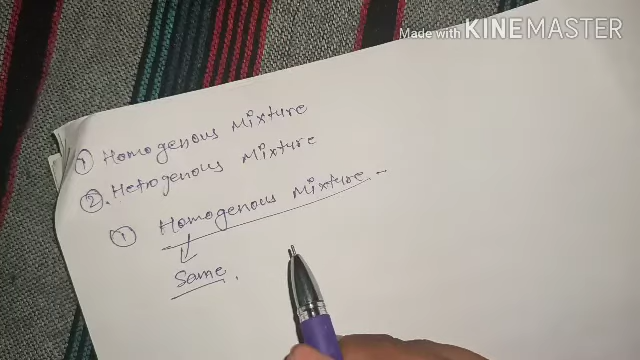 Made with KINEMASTER
① Homogenous Mixture
②. Hetrogenous Mixture
① Homogenous Mixture -
Same.